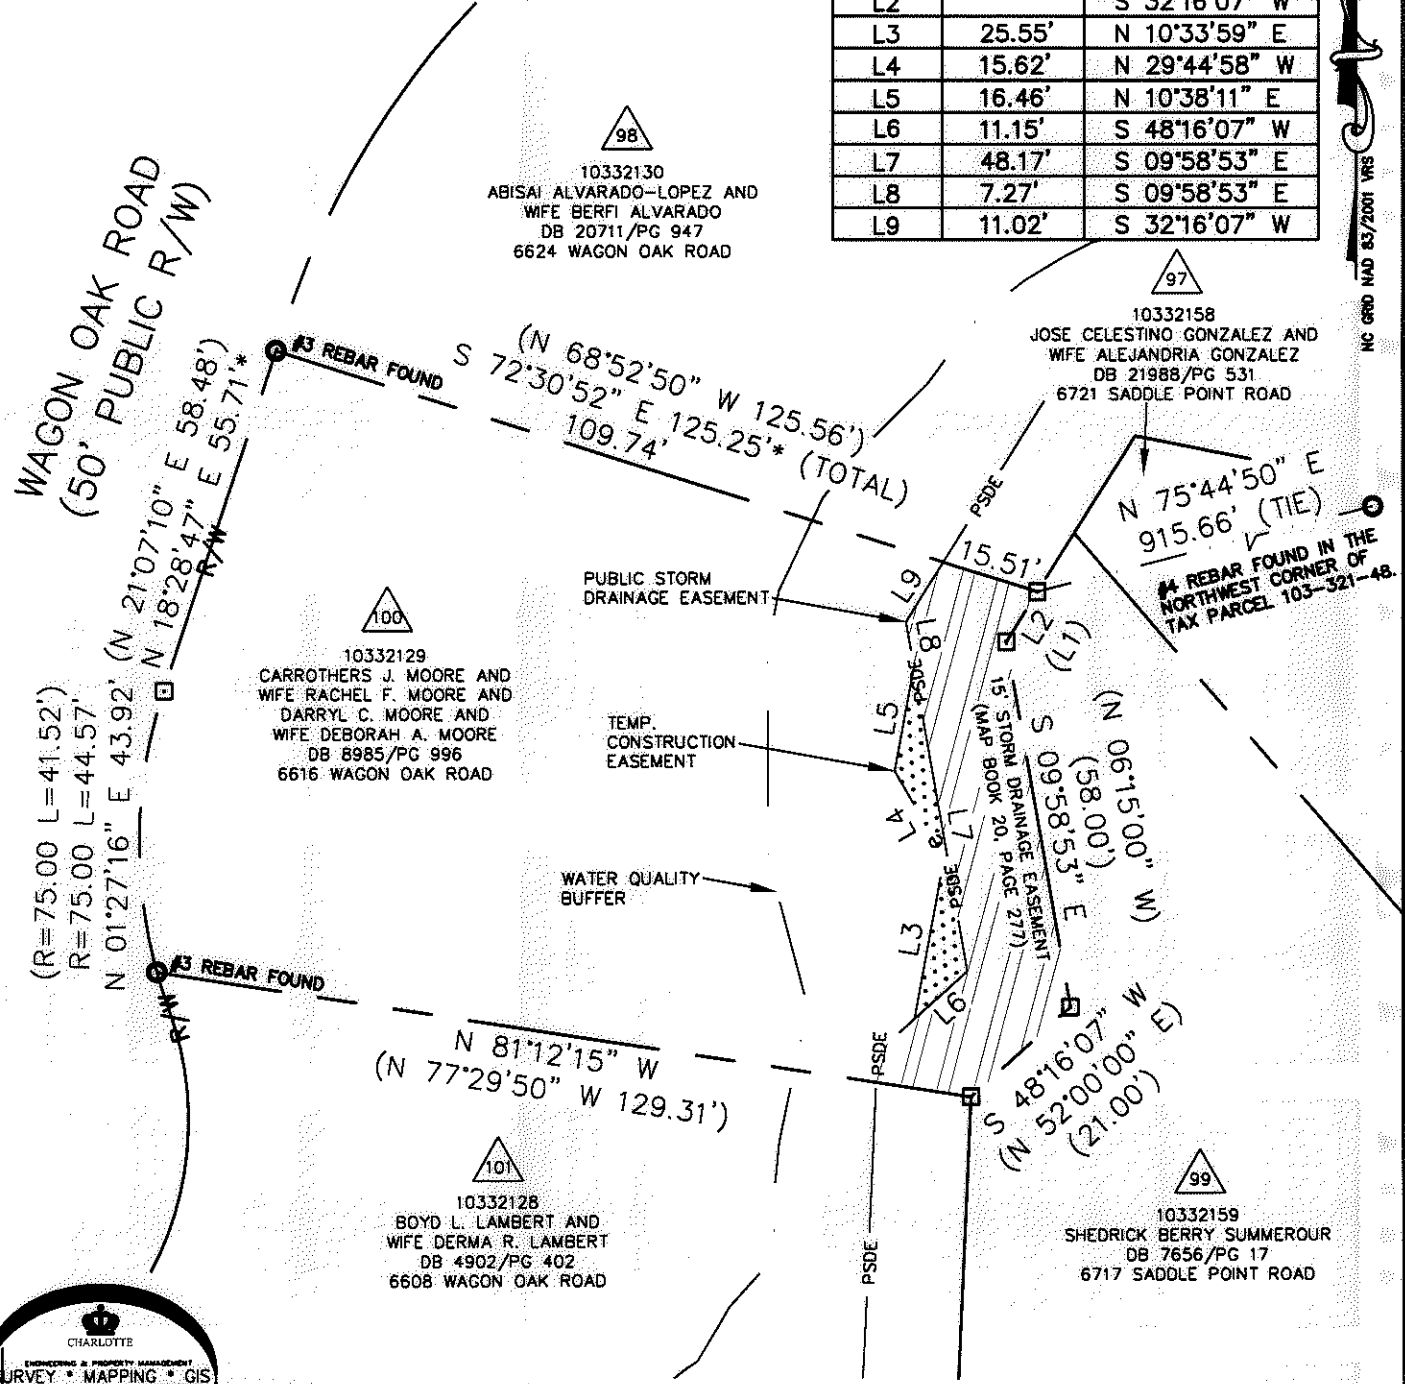 L2 S 32°16'07" W
L3 25.55' N 10°33'59" E
L4 15.62' N 29°44'58" W
L5 16.46' N 10°38'11" E
L6 11.15' S 48°16'07" W
L7 48.17' S 09°58'53" E
L8 7.27' S 09°58'53" E
L9 11.02' S 32°16'07" W
NC GRID NAD 83/2001 VRS
98
10332130
ABISAI ALVARADO-LOPEZ AND
WIFE BERFI ALVARADO
DB 20711/PG 947
6624 WAGON OAK ROAD
97
10332158
JOSE CELESTINO GONZALEZ AND
WIFE ALEJANDRIA GONZALEZ
DB 21988/PG 531
6721 SADDLE POINT ROAD
WAGON OAK ROAD
(50' PUBLIC R/W)
#3 REBAR FOUND
(N 68°52'50" W 125.56')
S 72°30'52" E 125.25'* (TOTAL)
109.74'
(N 21°07'10" E 58.48')
N 18°28'47" E 55.71'*
R/W
PSDE
N 75°44'50" E
915.66' (TIE)
#4 REBAR FOUND IN THE
NORTHWEST CORNER OF
TAX PARCEL 103-321-48.
15.51'
PUBLIC STORM
DRAINAGE EASEMENT
L9
L8
L2
(L1)
100
10332129
CARROTHERS J. MOORE AND
WIFE RACHEL F. MOORE AND
DARRYL C. MOORE AND
WIFE DEBORAH A. MOORE
DB 8985/PG 996
6616 WAGON OAK ROAD
PSDE
L5
TEMP.
CONSTRUCTION
EASEMENT
L4
L7
15' STORM DRAINAGE EASEMENT
(MAP BOOK 20, PAGE 277)
(N 06°15'00" W)
(58.00')
S 09°58'53" E
(R=75.00 L=41.52')
R=75.00 L=44.57'
N 01°27'16" E 43.92'
WATER QUALITY
BUFFER
PSDE
L3
L6
#3 REBAR FOUND
R/W
N 81°12'15" W
(N 77°29'50" W 129.31')
PSDE
S 48°16'07" W
(N 52°00'00" E)
(21.00')
101
10332128
BOYD L. LAMBERT AND
WIFE DERMA R. LAMBERT
DB 4902/PG 402
6608 WAGON OAK ROAD
99
10332159
SHEDRICK BERRY SUMMEROUR
DB 7656/PG 17
6717 SADDLE POINT ROAD
PSDE
CHARLOTTE
ENGINEERING & PROPERTY MANAGEMENT
URVEY * MAPPING * GIS